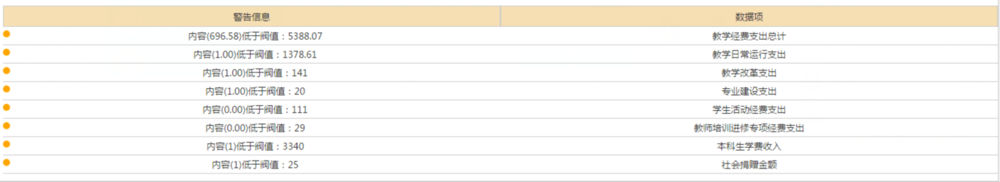 警告信息 数据项
内容(696.58)低于阀值：5388.07 教学经费支出总计
内容(1.00)低于阀值：1378.61 教学日常运行支出
内容(1.00)低于阀值：141 教学改革支出
内容(1.00)低于阀值：20 专业建设支出
内容(0.00)低于阀值：111 学生活动经费支出
内容(0.00)低于阀值：29 教师培训进修专项经费支出
内容(1)低于阀值：3340 本科生学费收入
内容(1)低于阀值：25 社会捐赠金额